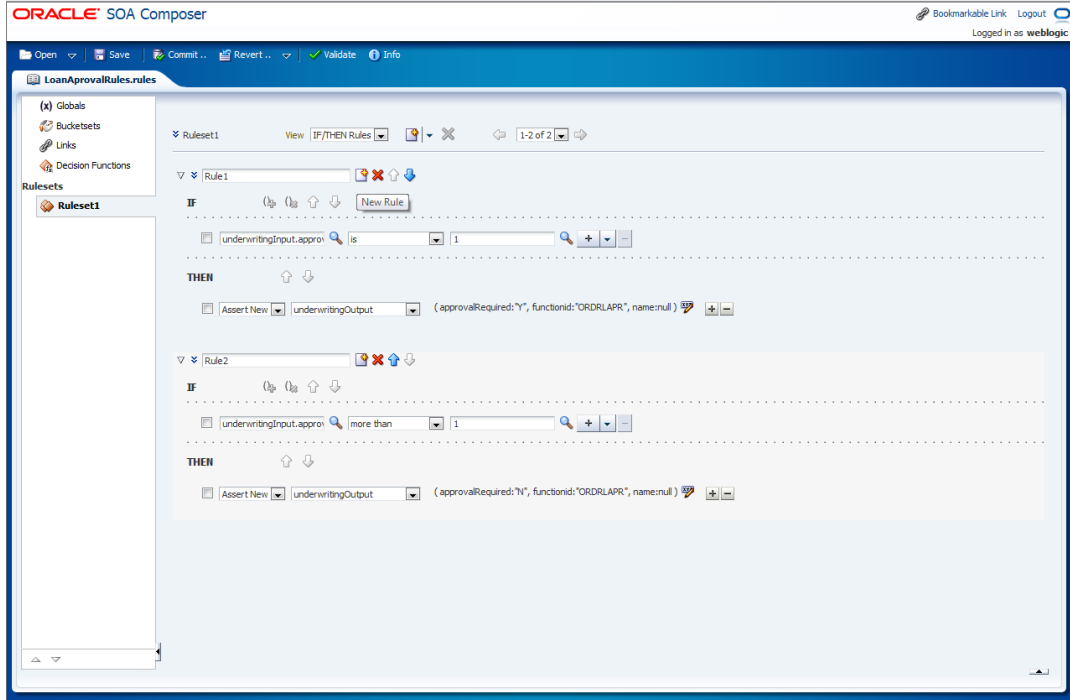 ORACLE SOA Composer
Bookmarkable Link Logout
Logged in as weblogic
Open Save Commit .. Revert .. Validate Info
LoanAprovalRules.rules
(x) Globals
Bucketsets
Links
Decision Functions
Rulesets
Ruleset1
Ruleset1 View IF/THEN Rules 1-2 of 2
Rule1
IF New Rule
underwritingInput.approv is 1
THEN
Assert New underwritingOutput ( approvalRequired:"Y", functionid:"ORDRLAPR", name:null )
Rule2
IF
underwritingInput.approv more than 1
THEN
Assert New underwritingOutput ( approvalRequired:"N", functionid:"ORDRLAPR", name:null )